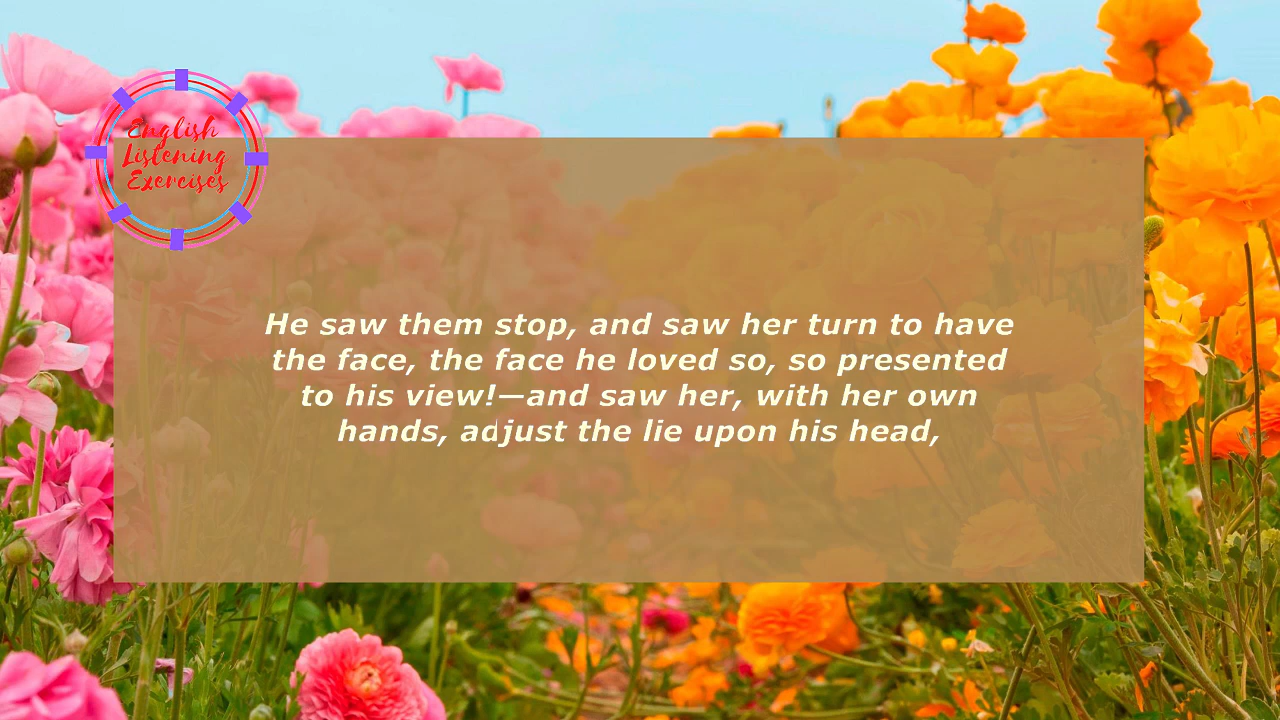 English
Listening
Exercises
He saw them stop, and saw her turn to have
the face, the face he loved so, so presented
to his view!—and saw her, with her own
hands, adjust the lie upon his head,